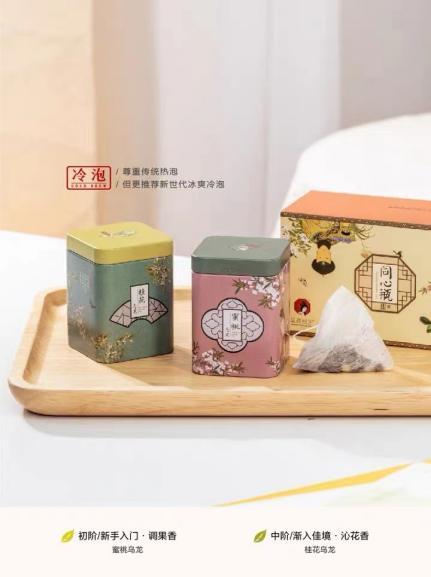 冷泡
COLD BREW
/ 尊重传统热泡
/ 但更推荐新世代冰爽冷泡
桂花
蜜桃
同心瓶
初阶/新手入门 · 调果香
蜜桃乌龙
中阶/渐入佳境 · 沁花香
桂花乌龙